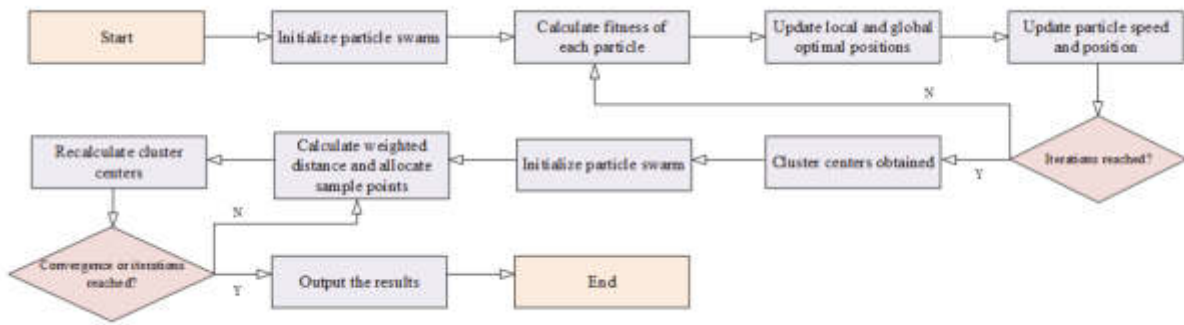 Start
Initialize particle swarm
Calculate fitness of
each particle
Update local and global
optimal positions
Update particle speed
and position
N
Iterations reached?
Y
Cluster centers obtained
Initialize particle swarm
Calculate weighted
distance and allocate
sample points
Recalculate cluster
centers
N
Convergence or iterations
reached?
Y
Output the results
End